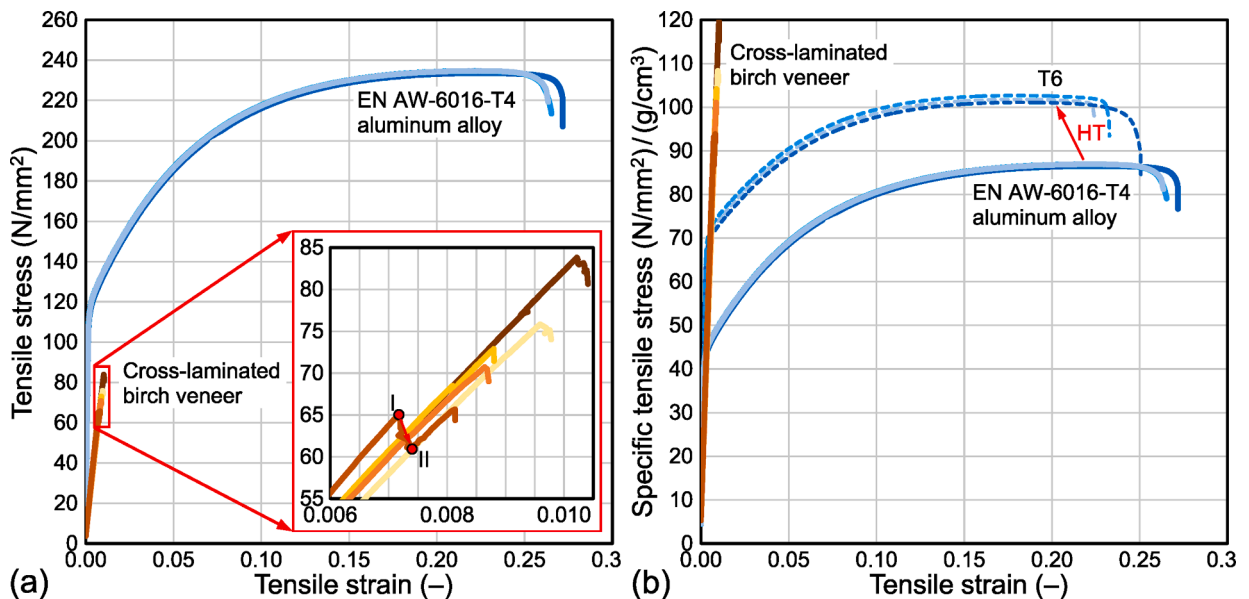 260
240
220
200
180
160
140
120
100
80
60
40
20
0
Tensile stress (N/mm²)
EN AW-6016-T4
aluminum alloy
Cross-laminated
birch veneer
85
80
75
70
65
60
55
I
II
0.006
0.008
0.010
0
0.05
0.10
0.15
0.20
0.25
0.3
(a)
Tensile strain (–)
120
110
100
90
80
70
60
50
40
30
20
10
0
Specific tensile stress (N/mm²) / (g/cm³)
Cross-laminated
birch veneer
T6
HT
EN AW-6016-T4
aluminum alloy
0
0.05
0.10
0.15
0.20
0.25
0.3
(b)
Tensile strain (–)